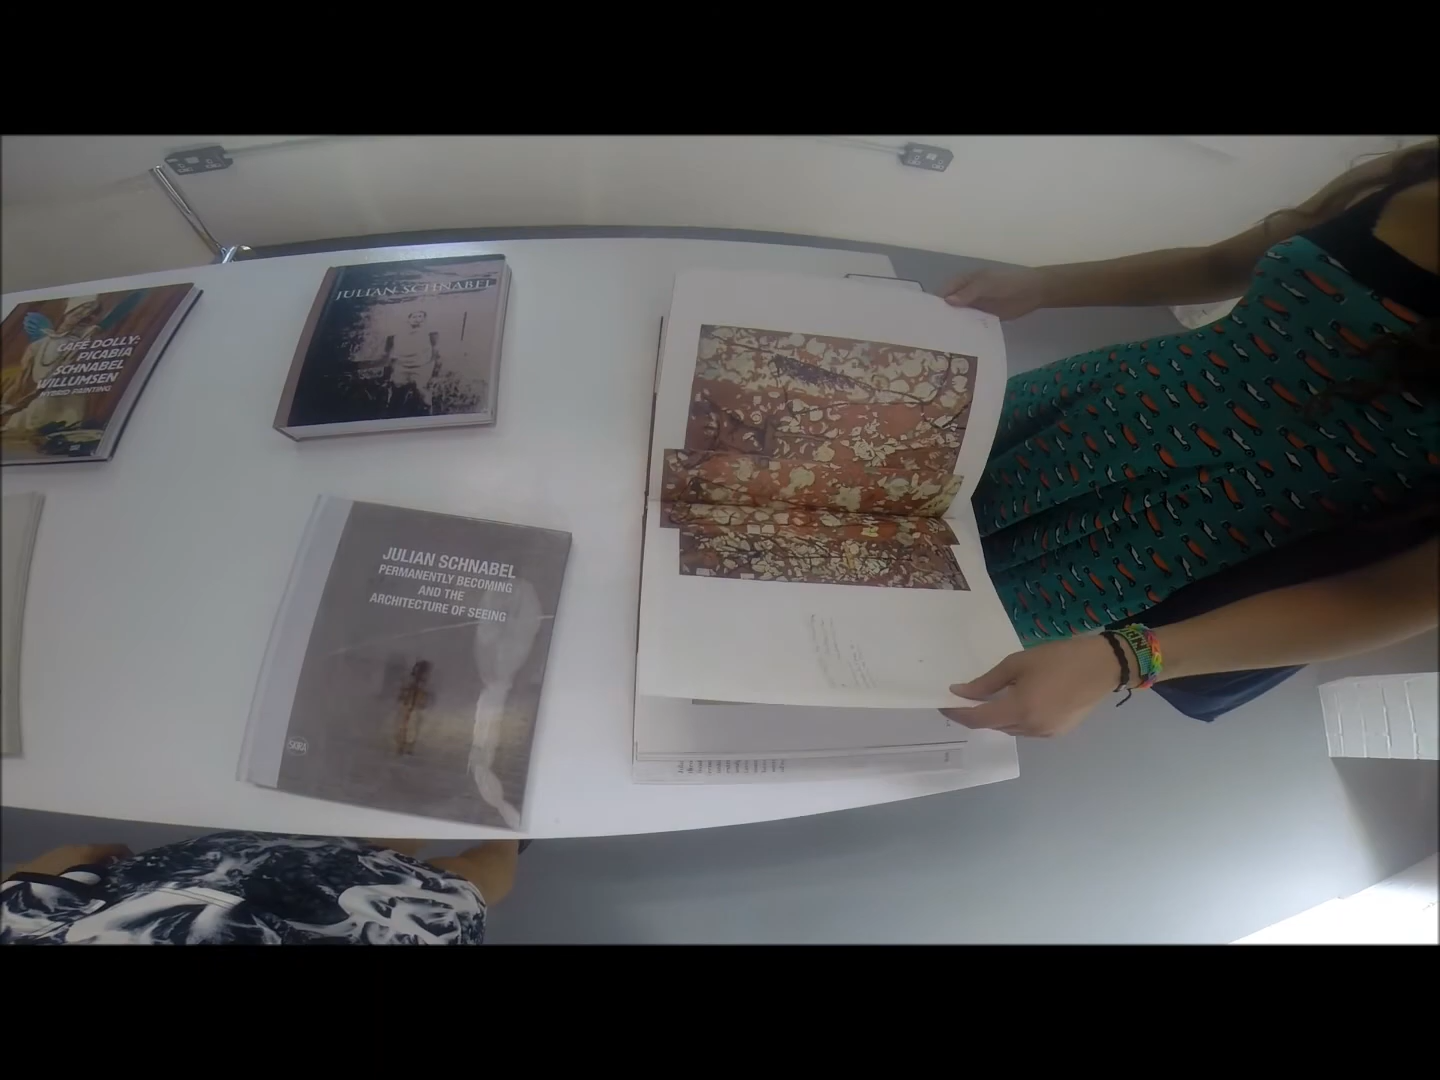 CAFÉ DOLLY:
PICABIA
SCHNABEL
WILLUMSEN
HYBRID PAINTING
JULIAN SCHNABEL
JULIAN SCHNABEL
PERMANENTLY BECOMING
AND THE
ARCHITECTURE OF SEEING
SKIRA